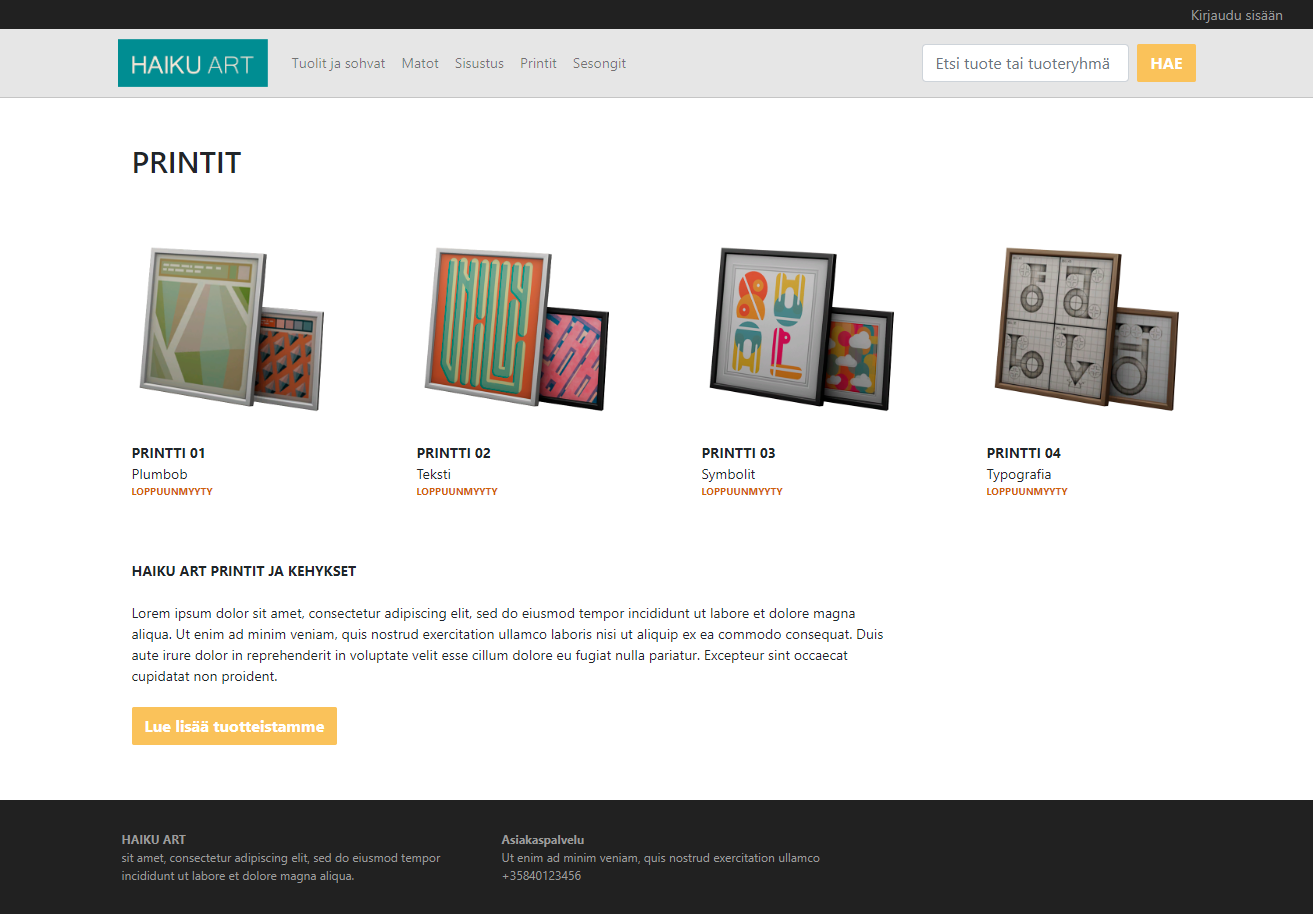 Kirjaudu sisään
HAIKU ART
Tuolit ja sohvat
Matot
Sisustus
Printit
Sesongit
Etsi tuote tai tuoteryhmä
HAE
PRINTIT
PRINTTI 01
Plumbob
LOPPUUNMYYTY
PRINTTI 02
Teksti
LOPPUUNMYYTY
PRINTTI 03
Symbolit
LOPPUUNMYYTY
PRINTTI 04
Typografia
LOPPUUNMYYTY
HAIKU ART PRINTIT JA KEHYKSET
Lorem ipsum dolor sit amet, consectetur adipiscing elit, sed do eiusmod tempor incididunt ut labore et dolore magna
aliqua. Ut enim ad minim veniam, quis nostrud exercitation ullamco laboris nisi ut aliquip ex ea commodo consequat. Duis
aute irure dolor in reprehenderit in voluptate velit esse cillum dolore eu fugiat nulla pariatur. Excepteur sint occaecat
cupidatat non proident.
Lue lisää tuotteistamme
HAIKU ART
sit amet, consectetur adipiscing elit, sed do eiusmod tempor
incididunt ut labore et dolore magna aliqua.
Asiakaspalvelu
Ut enim ad minim veniam, quis nostrud exercitation ullamco
+35840123456